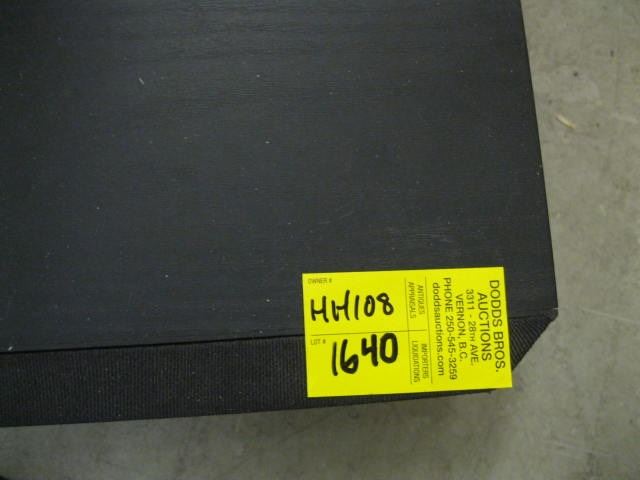 OWNER #
HH108
LOT #
1640
ANTIQUES
APPRAISALS
IMPORTERS
LIQUIDATIONS
DODDS BROS.
AUCTIONS
3311 - 28TH AVE.
VERNON, B.C.
PHONE 250-545-3259
doddsauctions.com